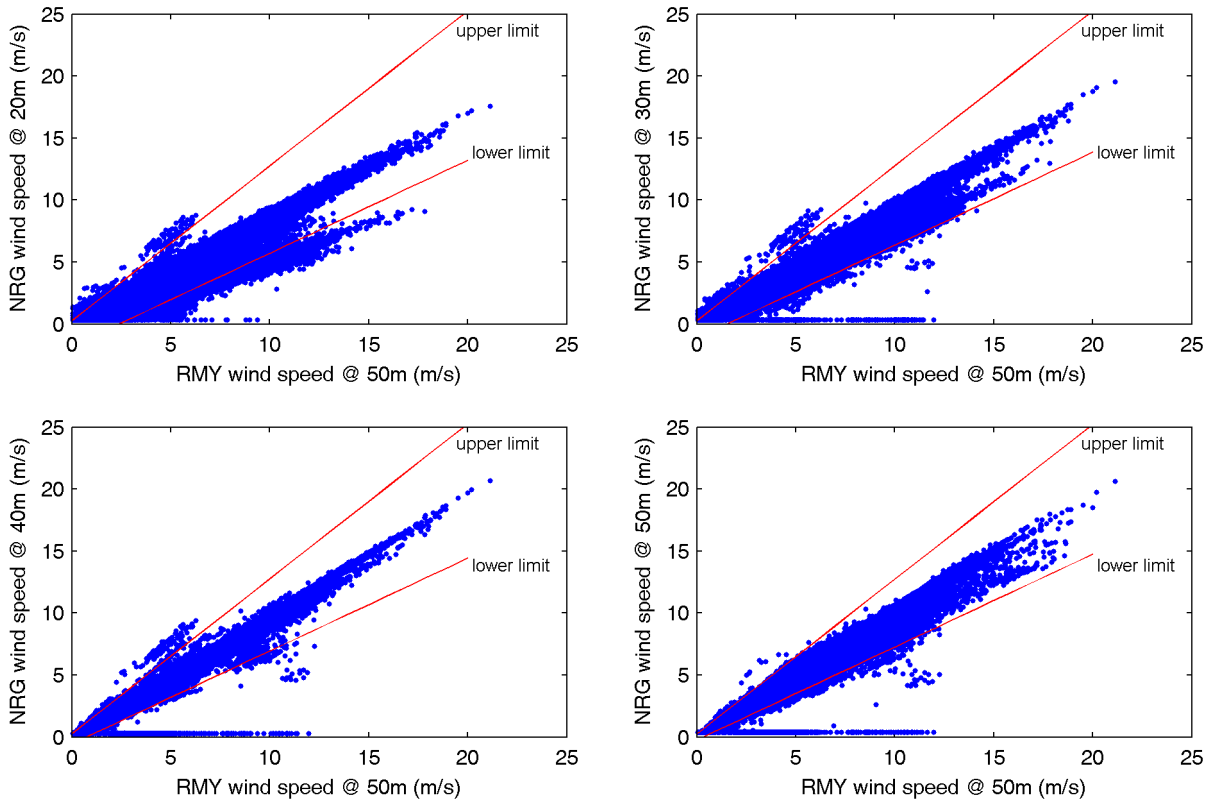 25
20
15
10
5
0
NRG wind speed @ 20m (m/s)
upper limit
lower limit
0 5 10 15 20 25
RMY wind speed @ 50m (m/s)
25
20
15
10
5
0
NRG wind speed @ 30m (m/s)
upper limit
lower limit
0 5 10 15 20 25
RMY wind speed @ 50m (m/s)
25
20
15
10
5
0
NRG wind speed @ 40m (m/s)
upper limit
lower limit
0 5 10 15 20 25
RMY wind speed @ 50m (m/s)
25
20
15
10
5
0
NRG wind speed @ 50m (m/s)
upper limit
lower limit
0 5 10 15 20 25
RMY wind speed @ 50m (m/s)